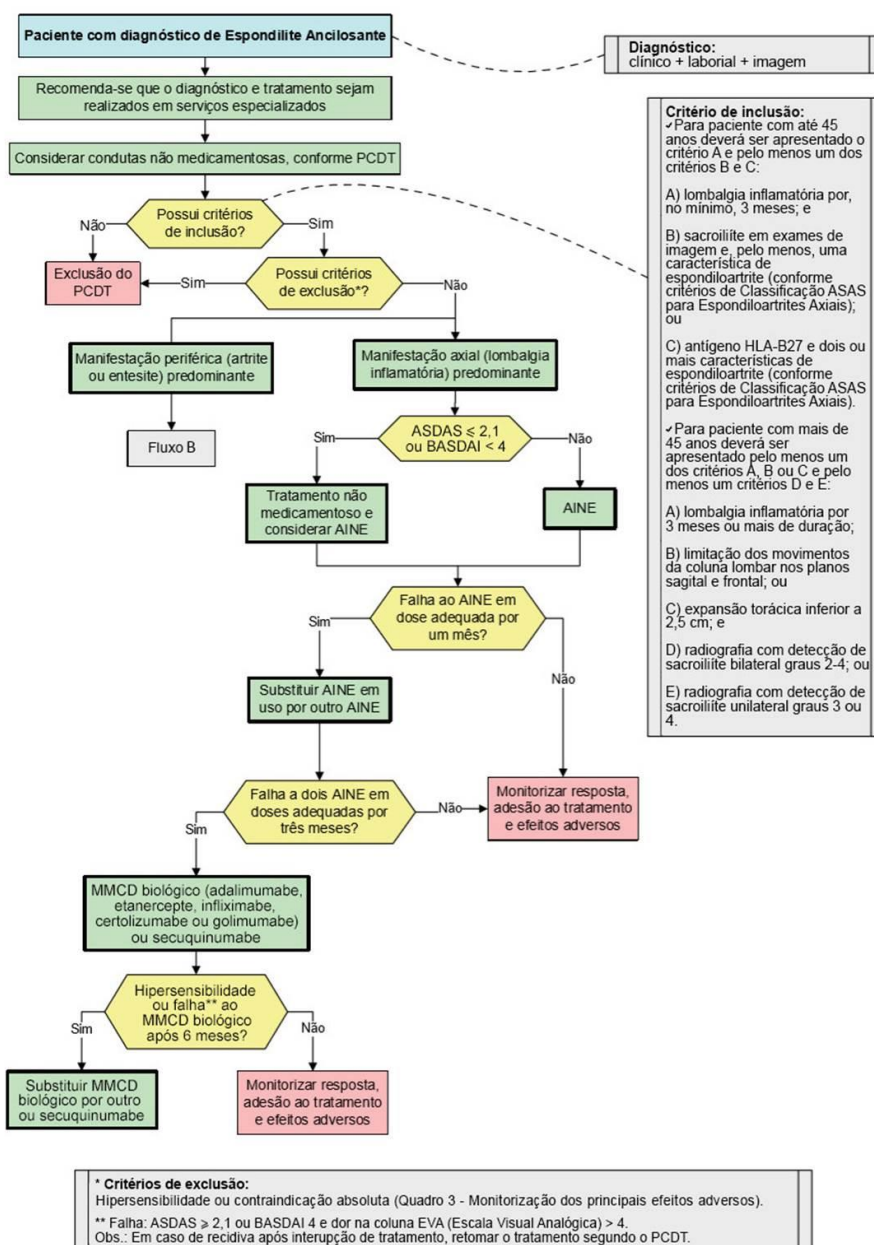 Paciente com diagnóstico de Espondilite Ancilosante
Diagnóstico:
clínico + laborial + imagem
Recomenda-se que o diagnóstico e tratamento sejam
realizados em serviços especializados
Considerar condutas não medicamentosas, conforme PCDT
Possui critérios
de inclusão?
Não
Sim
Exclusão do
PCDT
Sim
Possui critérios
de exclusão*?
Não
Manifestação periférica (artrite
ou entesite) predominante
Manifestação axial (lombalgia
inflamatória) predominante
Fluxo B
Sim
ASDAS ⩽ 2,1
ou BASDAI < 4
Não
Tratamento não
medicamentoso e
considerar AINE
AINE
Falha ao AINE em
dose adequada por
um mês?
Sim
Não
Substituir AINE em
uso por outro AINE
Falha a dois AINE em
doses adequadas por
três meses?
Não
Sim
Monitorizar resposta,
adesão ao tratamento
e efeitos adversos
MMCD biológico (adalimumabe,
etanercepte, infliximabe,
certolizumabe ou golimumabe)
ou secuquinumabe
Hipersensibilidade
ou falha** ao
MMCD biológico
após 6 meses?
Sim
Não
Substituir MMCD
biológico por outro
ou secuquinumabe
Monitorizar resposta,
adesão ao tratamento
e efeitos adversos
Critério de inclusão:
✓Para paciente com até 45
anos deverá ser apresentado o
critério A e pelo menos um dos
critérios B e C:
A) lombalgia inflamatória por,
no mínimo, 3 meses; e
B) sacroiliíte em exames de
imagem e, pelo menos, uma
característica de
espondiloartrite (conforme
critérios de Classificação ASAS
para Espondiloartrites Axiais);
ou
C) antígeno HLA-B27 e dois ou
mais características de
espondiloartrite (conforme
critérios de Classificação ASAS
para Espondiloartrites Axiais).
✓Para paciente com mais de
45 anos deverá ser
apresentado pelo menos um
dos critérios A, B ou C e pelo
menos um critérios D e E:
A) lombalgia inflamatória por
3 meses ou mais de duração;
B) limitação dos movimentos
da coluna lombar nos planos
sagital e frontal; ou
C) expansão torácica inferior a
2,5 cm; e
D) radiografia com detecção de
sacroiliíte bilateral graus 2-4; ou
E) radiografia com detecção de
sacroiliíte unilateral graus 3 ou
4.
* Critérios de exclusão:
Hipersensibilidade ou contraindicação absoluta (Quadro 3 - Monitorização dos principais efeitos adversos).
** Falha: ASDAS ⩾ 2,1 ou BASDAI 4 e dor na coluna EVA (Escala Visual Analógica) > 4.
Obs.: Em caso de recidiva após interupção de tratamento, retomar o tratamento segundo o PCDT.